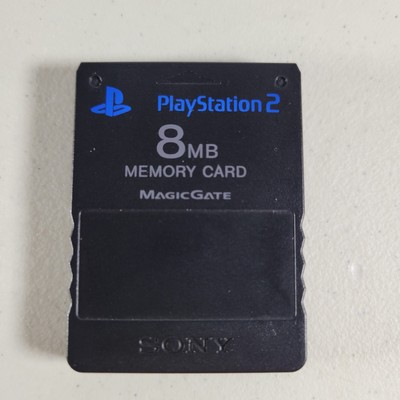 PlayStation 2
8MB
MEMORY CARD
MAGICGATE
SONY